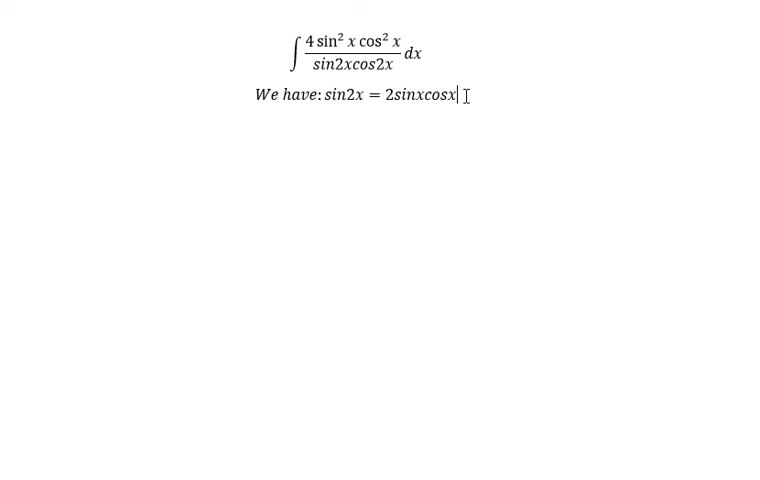 ∫ 4 sin² x cos² x / sin2xcos2x dx
We have: sin2x = 2sinxcosx